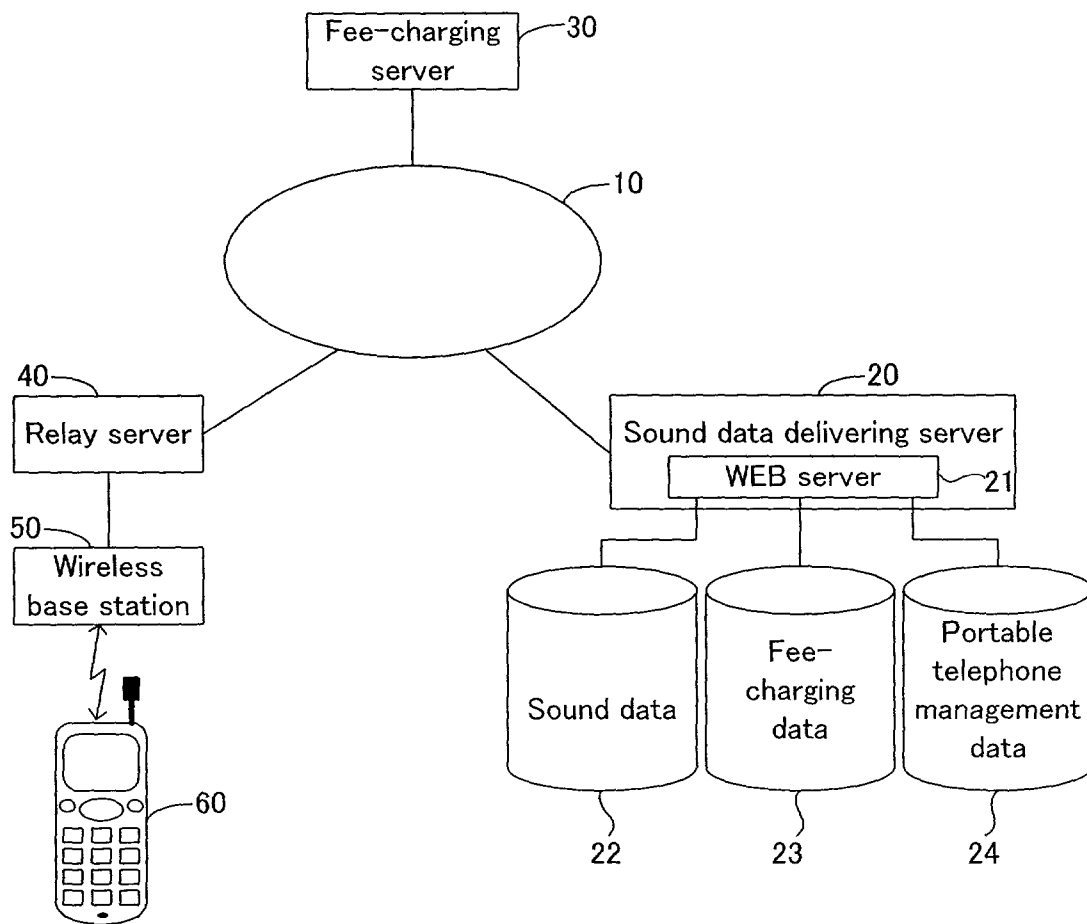 Fee-charging
server
30
10
40
Relay server
20
Sound data delivering server
WEB server
21
50
Wireless
base station
Sound data
Fee-
charging
data
Portable
telephone
management
data
60
22
23
24